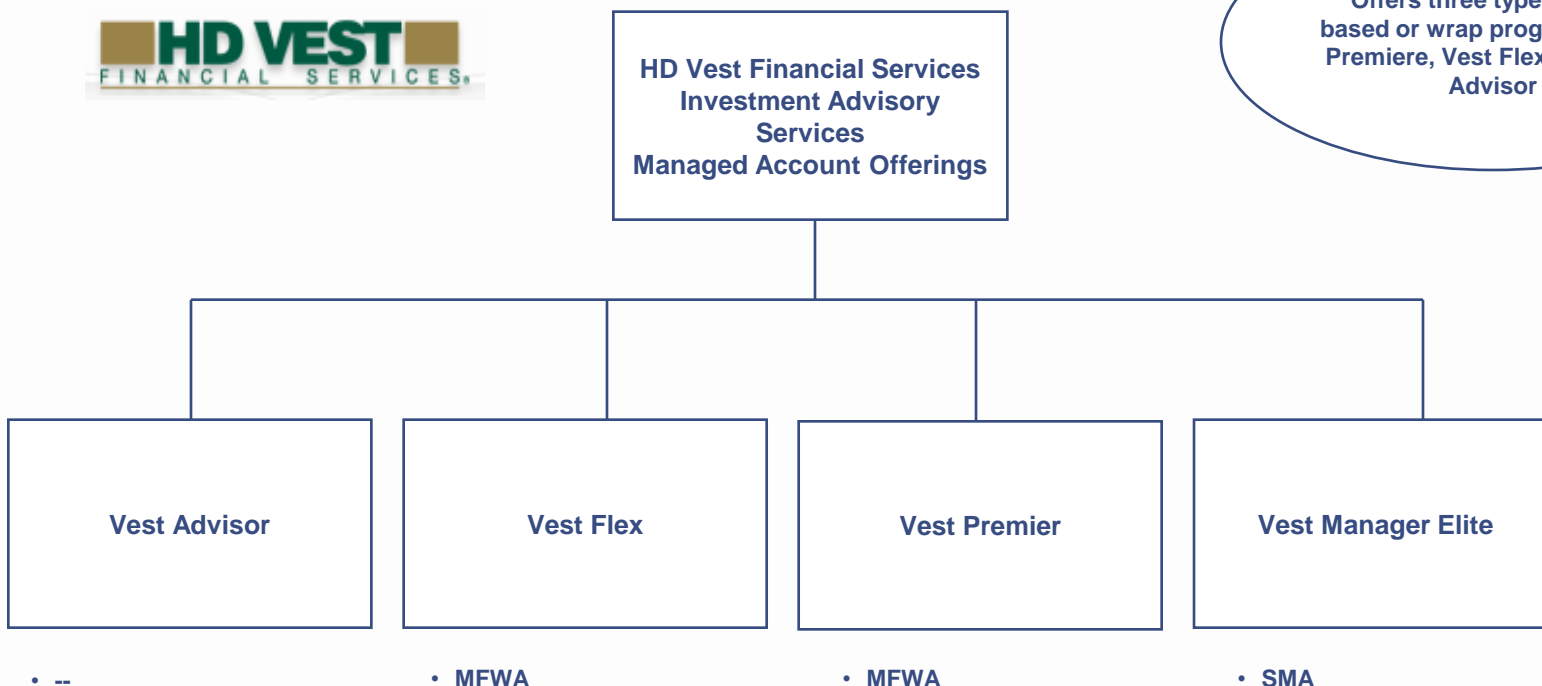 HD VEST
FINANCIAL SERVICES®
HD Vest Financial Services
Investment Advisory
Services
Managed Account Offerings
Offers three type
based or wrap prog
Premiere, Vest Flex
Advisor
Vest Advisor
Vest Flex
Vest Premier
Vest Manager Elite
• --
• MFWA
• MFWA
• SMA